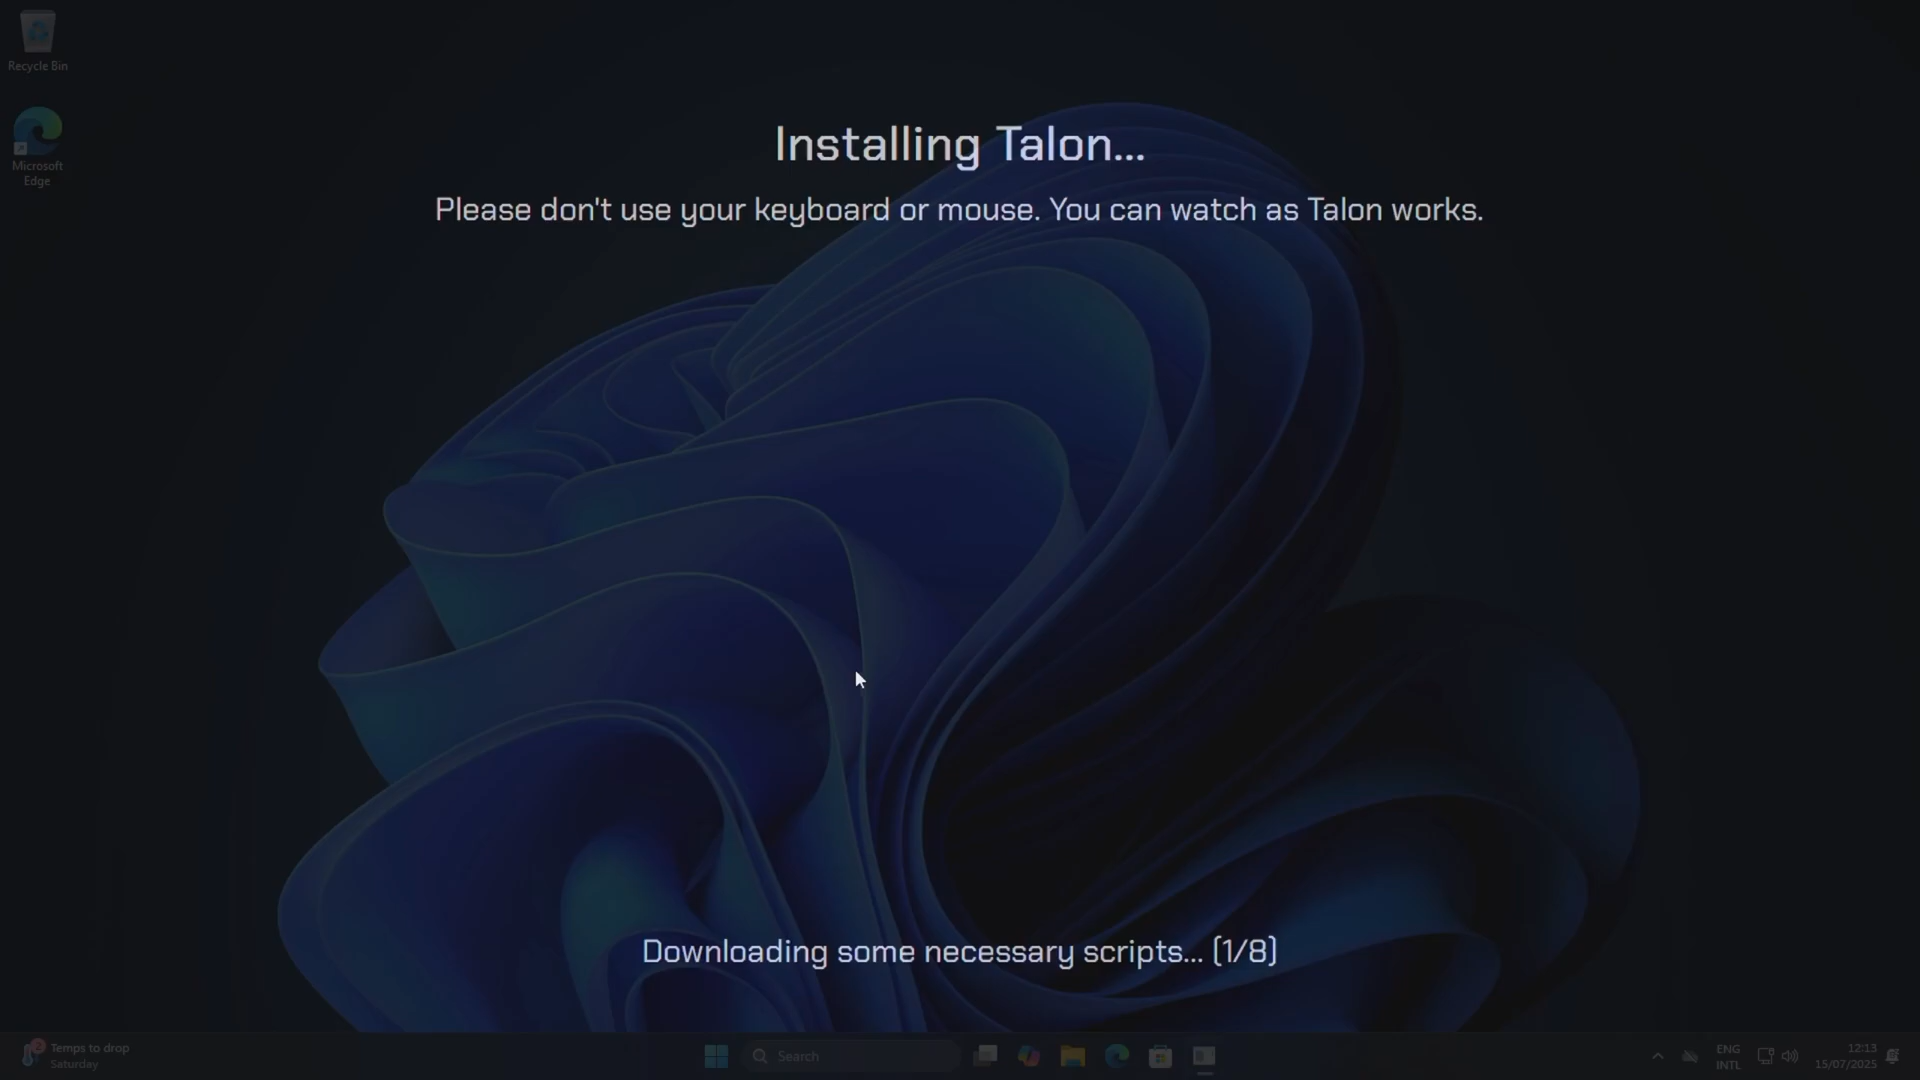 Recycle Bin
Microsoft
Edge
Installing Talon...
Please don't use your keyboard or mouse. You can watch as Talon works.
Downloading some necessary scripts... (1/8)
Temps to drop
Saturday
Search
ENG
INTL
12:13
15/07/2025